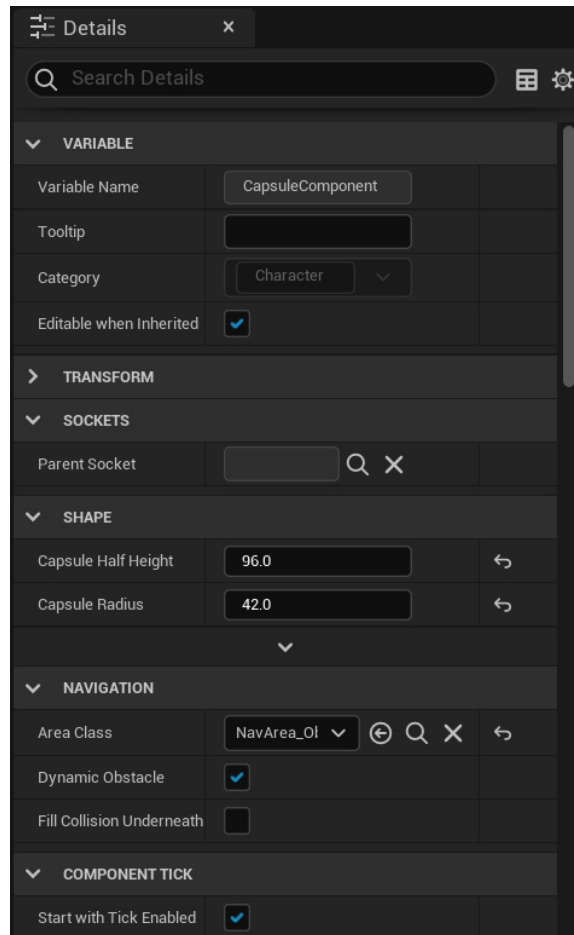 Details
Search Details
VARIABLE
Variable Name CapsuleComponent
Tooltip
Category Character
Editable when Inherited
TRANSFORM
SOCKETS
Parent Socket
SHAPE
Capsule Half Height 96.0
Capsule Radius 42.0
NAVIGATION
Area Class NavArea_Ol
Dynamic Obstacle
Fill Collision Underneath
COMPONENT TICK
Start with Tick Enabled